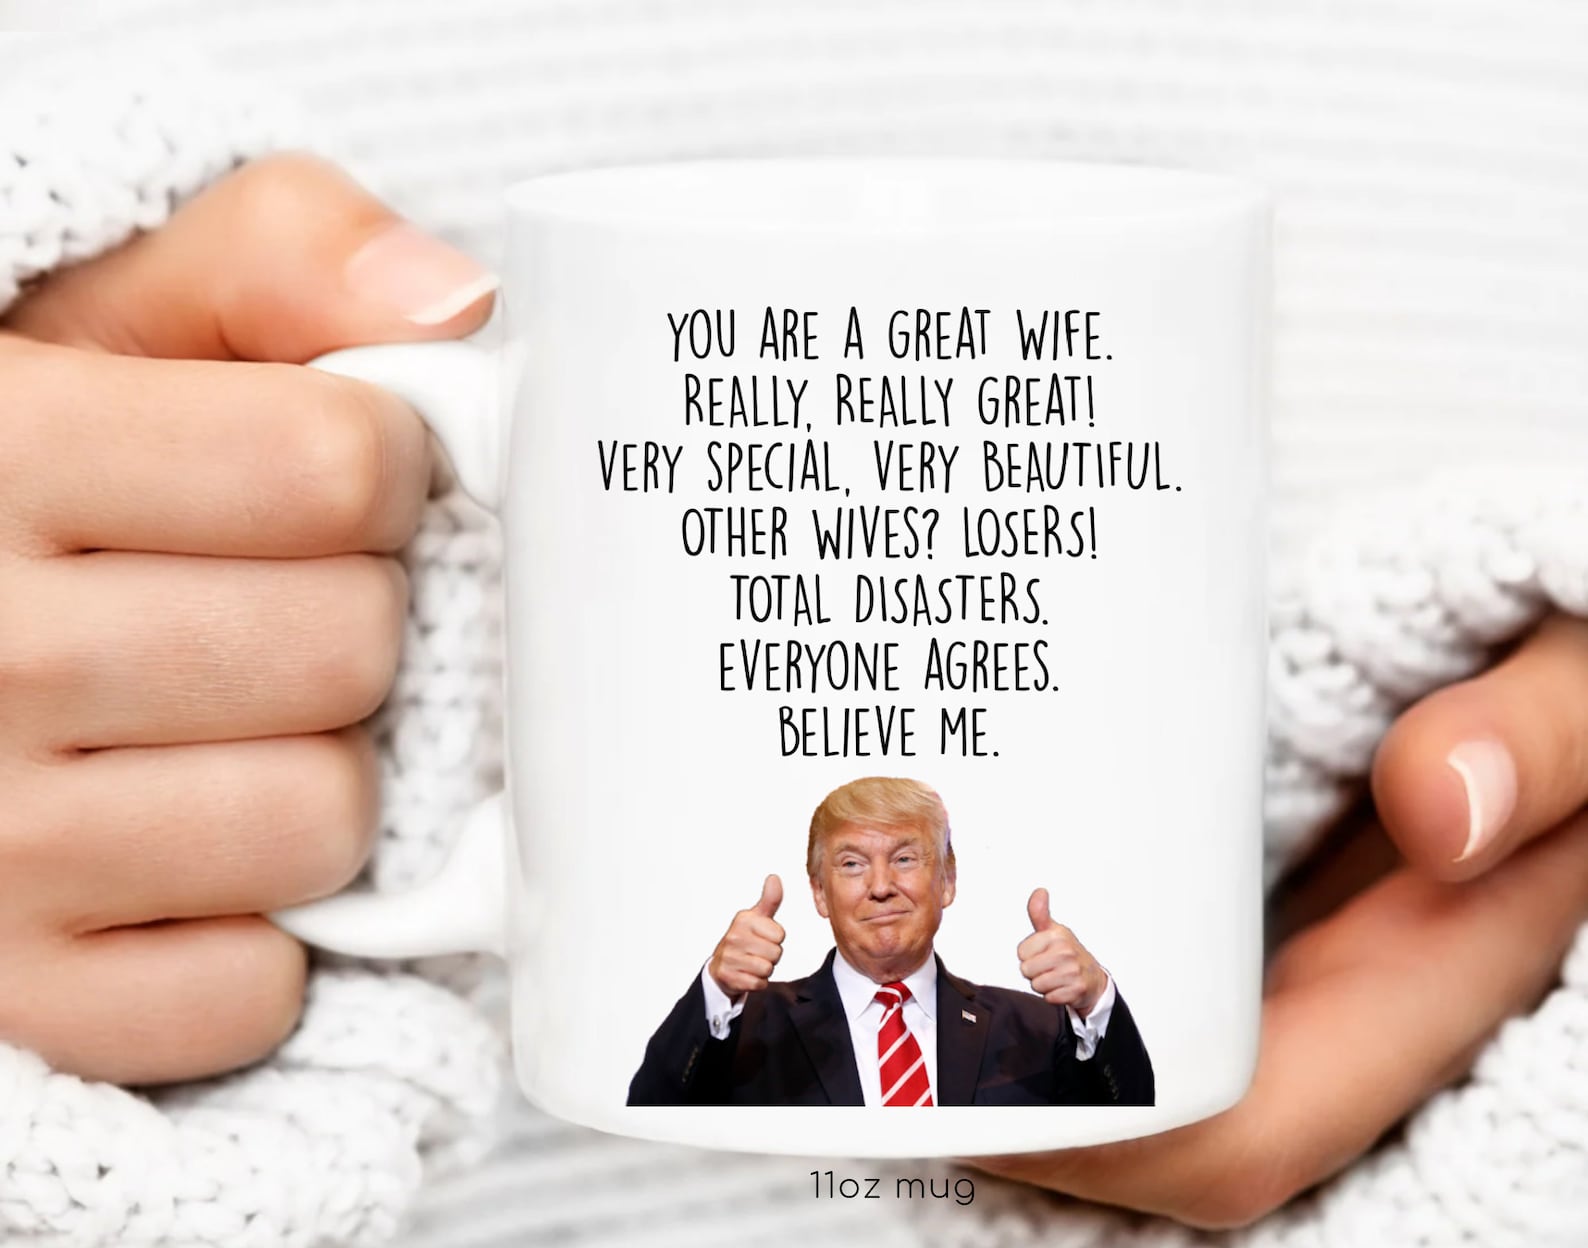 YOU ARE A GREAT WIFE.
REALLY, REALLY GREAT!
VERY SPECIAL, VERY BEAUTIFUL.
OTHER WIVES? LOSERS!
TOTAL DISASTERS.
EVERYONE AGREES.
BELIEVE ME.
11oz mug